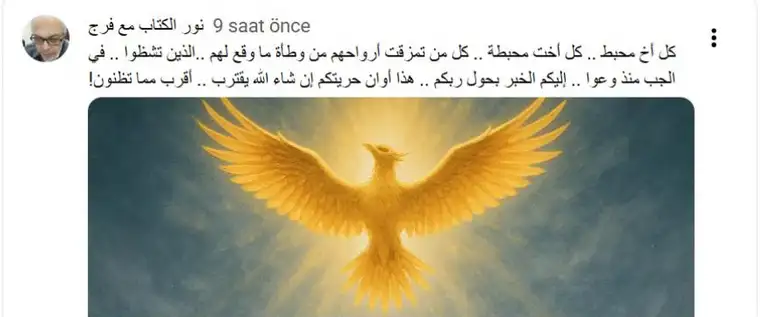 نور الكتاب مع فرج 9 saat önce
كل أخ محبط .. كل أخت محبطة .. كل من تمزقت أرواحهم من وطأة ما وقع لهم ..الذين تشظوا .. في
الجب منذ وعوا .. إليكم الخبر بحول ربكم .. هذا أوان حريتكم إن شاء الله يقترب .. أقرب مما تظنون!